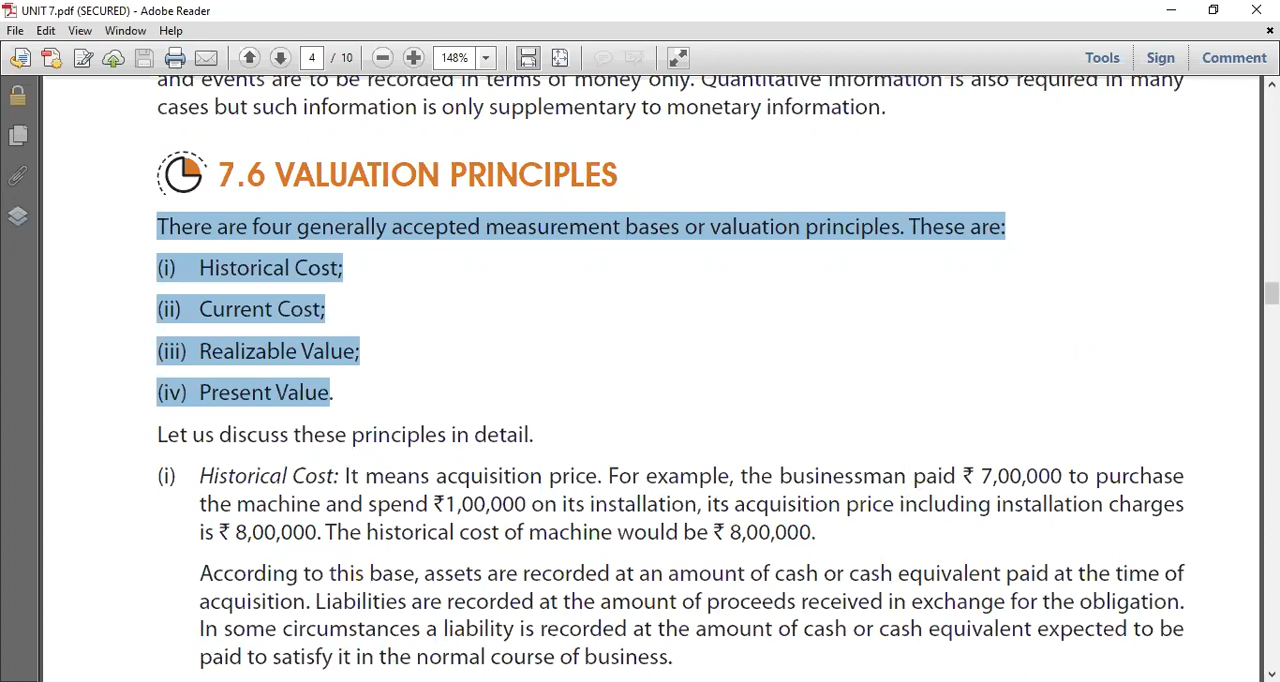 UNIT 7.pdf (SECURED) - Adobe Reader
File Edit View Window Help
4 / 10 148% Tools Sign Comment
and events are to be recorded in terms of money only. Quantitative information is also required in many
cases but such information is only supplementary to monetary information.
7.6 VALUATION PRINCIPLES
There are four generally accepted measurement bases or valuation principles. These are:
(i) Historical Cost;
(ii) Current Cost;
(iii) Realizable Value;
(iv) Present Value.
Let us discuss these principles in detail.
(i) Historical Cost: It means acquisition price. For example, the businessman paid ₹ 7,00,000 to purchase
the machine and spend ₹1,00,000 on its installation, its acquisition price including installation charges
is ₹ 8,00,000. The historical cost of machine would be ₹ 8,00,000.
According to this base, assets are recorded at an amount of cash or cash equivalent paid at the time of
acquisition. Liabilities are recorded at the amount of proceeds received in exchange for the obligation.
In some circumstances a liability is recorded at the amount of cash or cash equivalent expected to be
paid to satisfy it in the normal course of business.